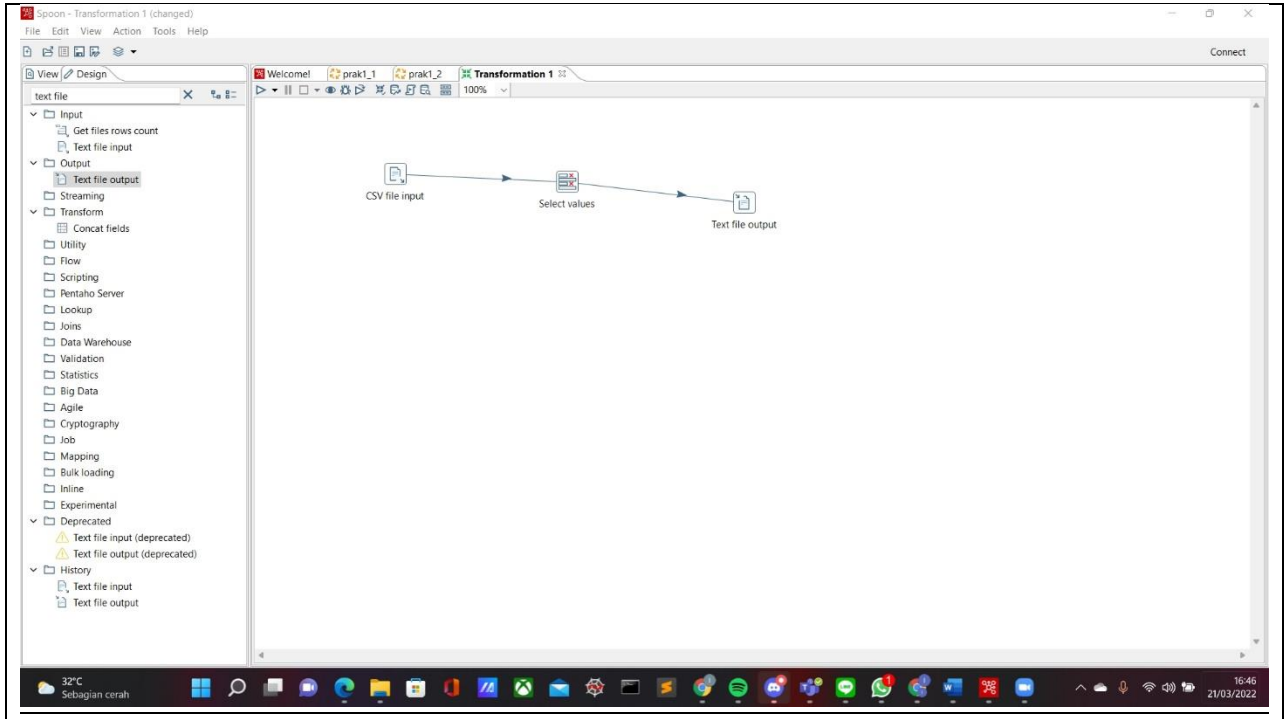 Spoon - Transformation 1 (changed)
File Edit View Action Tools Help
Connect
View Design
Welcome! prak1_1 prak1_2 Transformation 1
text file
100%
Input
Get files rows count
Text file input
Output
Text file output
Streaming
Transform
Concat fields
Utility
Flow
Scripting
Pentaho Server
Lookup
Joins
Data Warehouse
Validation
Statistics
Big Data
Agile
Cryptography
Job
Mapping
Bulk loading
Inline
Experimental
Deprecated
Text file input (deprecated)
Text file output (deprecated)
History
Text file input
Text file output
CSV file input
Select values
Text file output
32°C
Sebagian cerah
16:46
21/03/2022